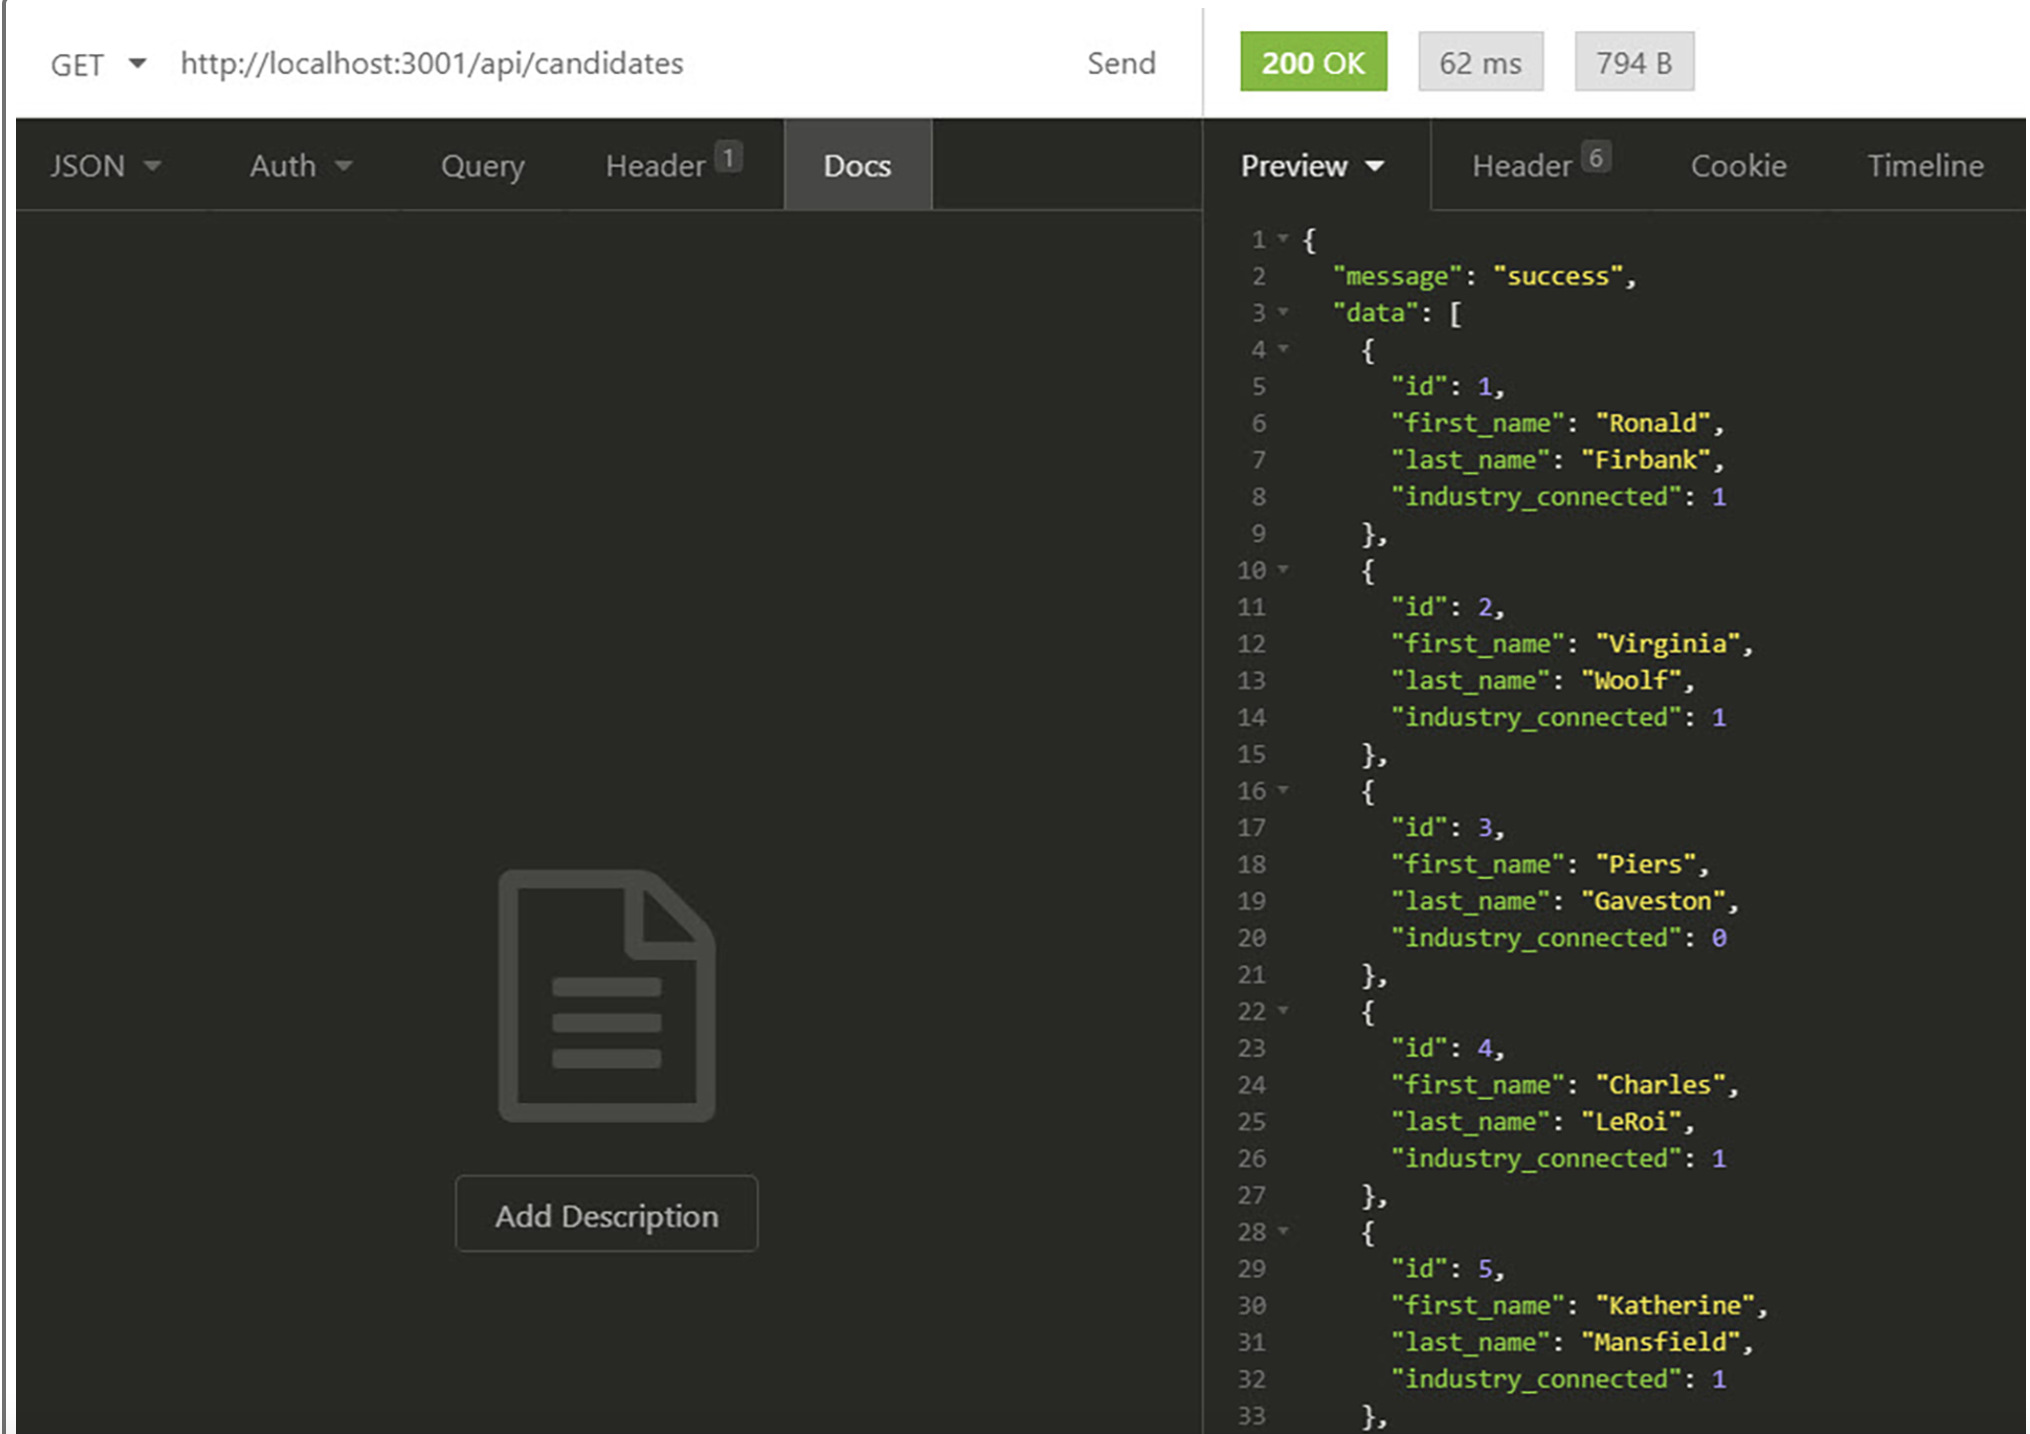 GET http://localhost:3001/api/candidates Send
200 OK 62 ms 794 B
JSON Auth Query Header 1 Docs
Add Description
Preview Header 6 Cookie Timeline
1 {
2 "message": "success",
3 "data": [
4 {
5 "id": 1,
6 "first_name": "Ronald",
7 "last_name": "Firbank",
8 "industry_connected": 1
9 },
10 {
11 "id": 2,
12 "first_name": "Virginia",
13 "last_name": "Woolf",
14 "industry_connected": 1
15 },
16 {
17 "id": 3,
18 "first_name": "Piers",
19 "last_name": "Gaveston",
20 "industry_connected": 0
21 },
22 {
23 "id": 4,
24 "first_name": "Charles",
25 "last_name": "LeRoi",
26 "industry_connected": 1
27 },
28 {
29 "id": 5,
30 "first_name": "Katherine",
31 "last_name": "Mansfield",
32 "industry_connected": 1
33 },